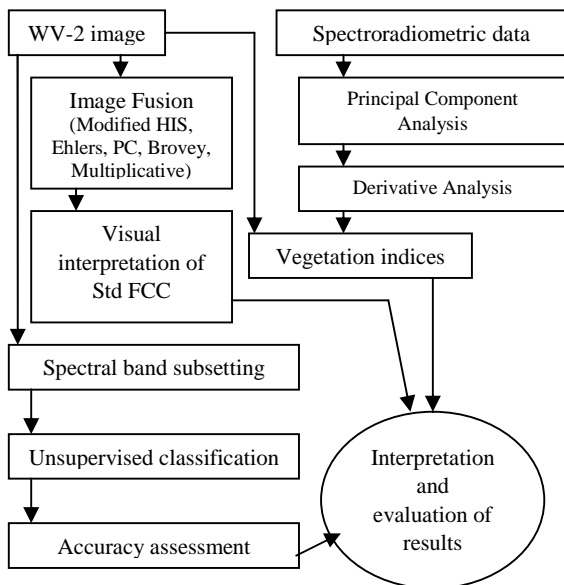 WV-2 image
Spectroradiometric data
Image Fusion
(Modified HIS,
Ehlers, PC, Brovey,
Multiplicative)
Principal Component
Analysis
Derivative Analysis
Visual
interpretation of
Std FCC
Vegetation indices
Spectral band subsetting
Unsupervised classification
Accuracy assessment
Interpretation
and
evaluation of
results